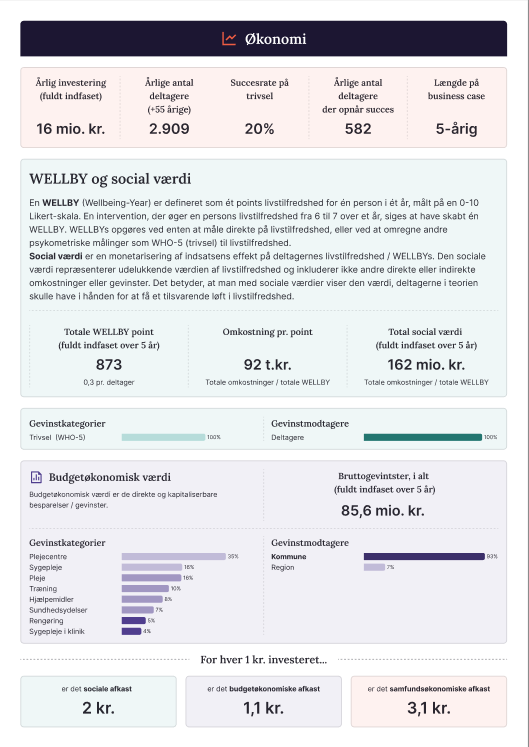 Økonomi
Årlig investering
(fuldt indfaset)
16 mio. kr.
Årlige antal
deltagere
(+55 årige)
2.909
Succesrate på
trivsel
20%
Årlige antal
deltagere
der opnår succes
582
Længde på
business case
5-årig
WELLBY og social værdi
En WELLBY (Wellbeing-Year) er defineret som ét points livstilfredshed for én person i ét år, målt på en 0-10
Likert-skala. En intervention, der øger en persons livstilfredshed fra 6 til 7 over et år, siges at have skabt én
WELLBY. WELLBYs opgøres ved enten at måle direkte på livstilfredshed, eller ved at omregne andre
psykometriske målinger som WHO-5 (trivsel) til livstilfredshed.
Social værdi er en monetarisering af indsatsens effekt på deltagernes livstilfredshed / WELLBYs. Den sociale
værdi repræsenterer udelukkende værdien af livstilfredshed og inkluderer ikke andre direkte eller indirekte
omkostninger eller gevinster. Det betyder, at man med sociale værdier viser den værdi, deltagerne i teorien
skulle have i hånden for at få et tilsvarende løft i livstilfredshed.
Totale WELLBY point
(fuldt indfaset over 5 år)
873
0,3 pr. deltager
Omkostning pr. point
92 t.kr.
Totale omkostninger / totale WELLBY
Total social værdi
(fuldt indfaset over 5 år)
162 mio. kr.
Totale omkostninger / totale WELLBY
Gevinstkategorier
Trivsel (WHO-5) 100%
Gevinstmodtagere
Deltagere 100%
Budgetøkonomisk værdi
Budgetøkonomisk værdi er de direkte og kapitaliserbare
besparelser / gevinster.
Bruttogevintster, i alt
(fuldt indfaset over 5 år)
85,6 mio. kr.
Gevinstkategorier
Plejecentre 35%
Sygepleje 16%
Pleje 16%
Træning 10%
Hjælpemidler 8%
Sundhedsydelser 7%
Rengøring 5%
Sygepleje i klinik 4%
Gevinstmodtagere
Kommune 93%
Region 7%
For hver 1 kr. investeret...
er det sociale afkast
2 kr.
er det budgetøkonomiske afkast
1,1 kr.
er det samfundsøkonomiske afkast
3,1 kr.